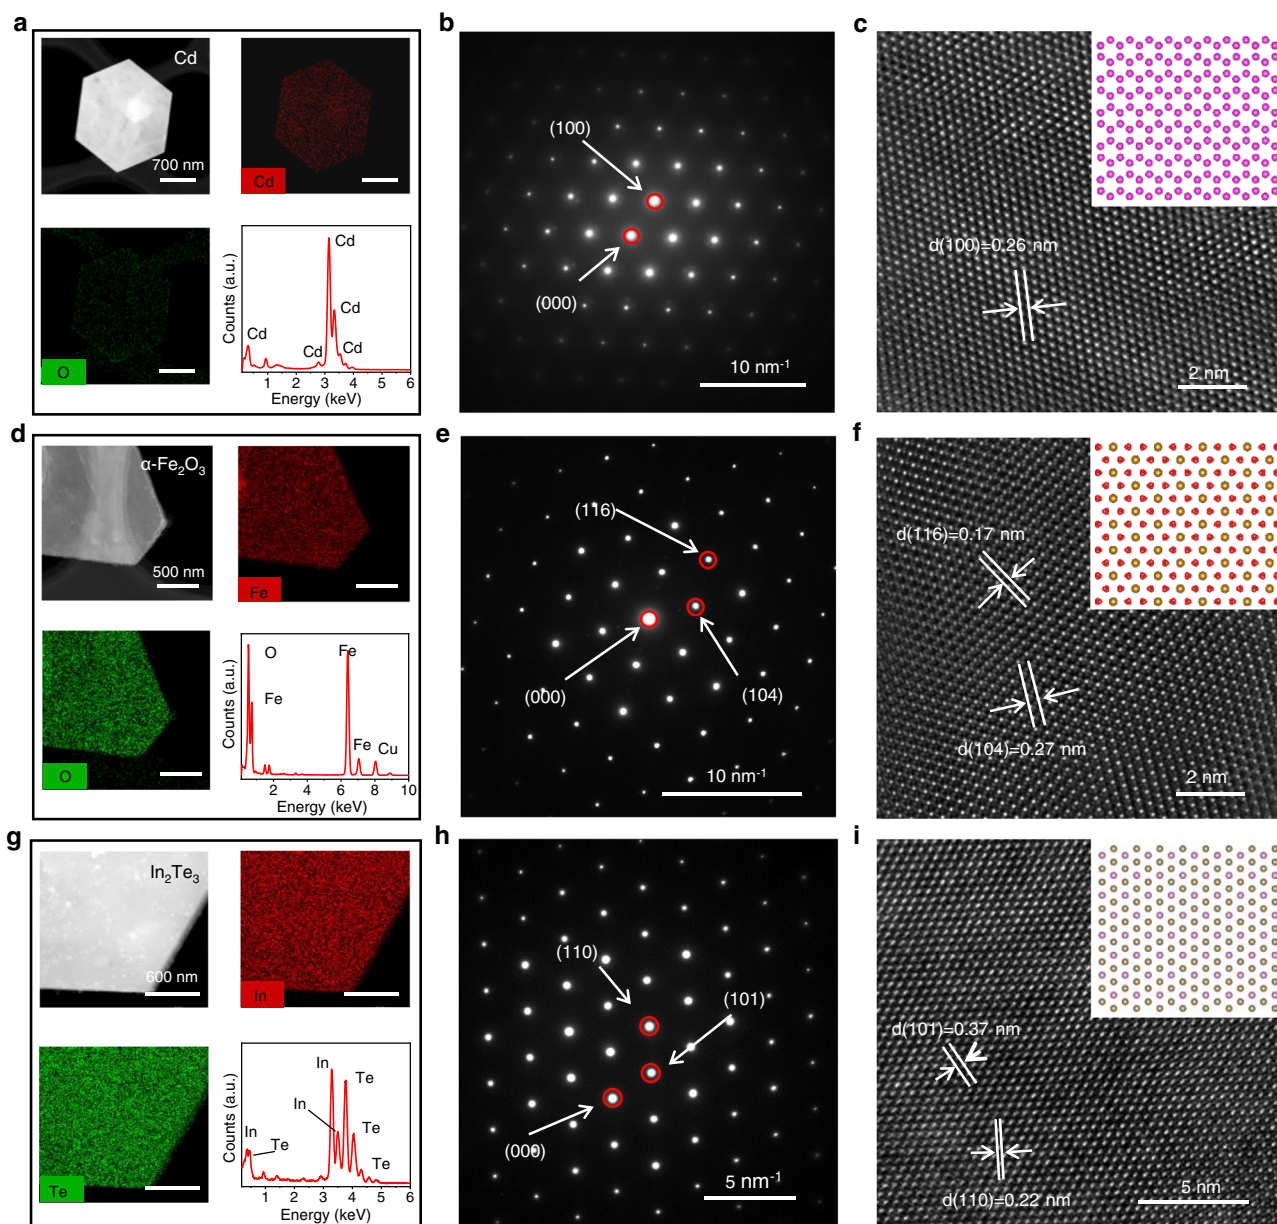 a
Cd
700 nm
Cd
O
Counts (a.u.)
Cd
Cd
Cd
Cd
Cd
1 2 3 4 5 6
Energy (keV)
b
(100)
(000)
10 nm-1
c
d(100)=0.26 nm
2 nm
d
α-Fe2O3
500 nm
Fe
O
Counts (a.u.)
O
Fe
Fe
Fe
Cu
2 4 6 8 10
Energy (keV)
e
(116)
(000)
(104)
10 nm-1
f
d(116)=0.17 nm
d(104)=0.27 nm
2 nm
g
In2Te3
600 nm
In
Te
Counts (a.u.)
In
Te
In
In
Te
Te
Te
1 2 3 4 5 6
Energy (keV)
h
(110)
(101)
(000)
5 nm-1
i
d(101)=0.37 nm
d(110)=0.22 nm
5 nm